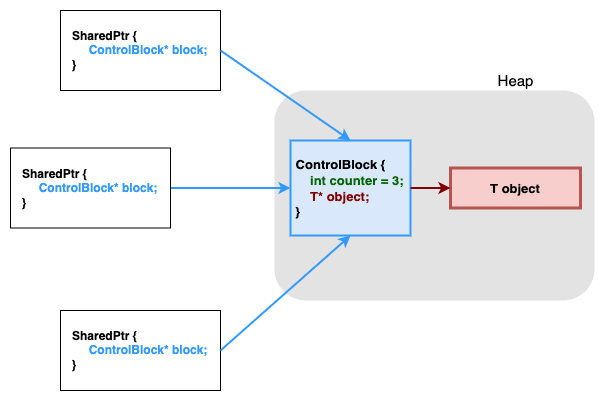 SharedPtr {
ControlBlock* block;
}
Heap
SharedPtr {
ControlBlock* block;
}
ControlBlock {
int counter = 3;
T* object;
}
T object
SharedPtr {
ControlBlock* block;
}